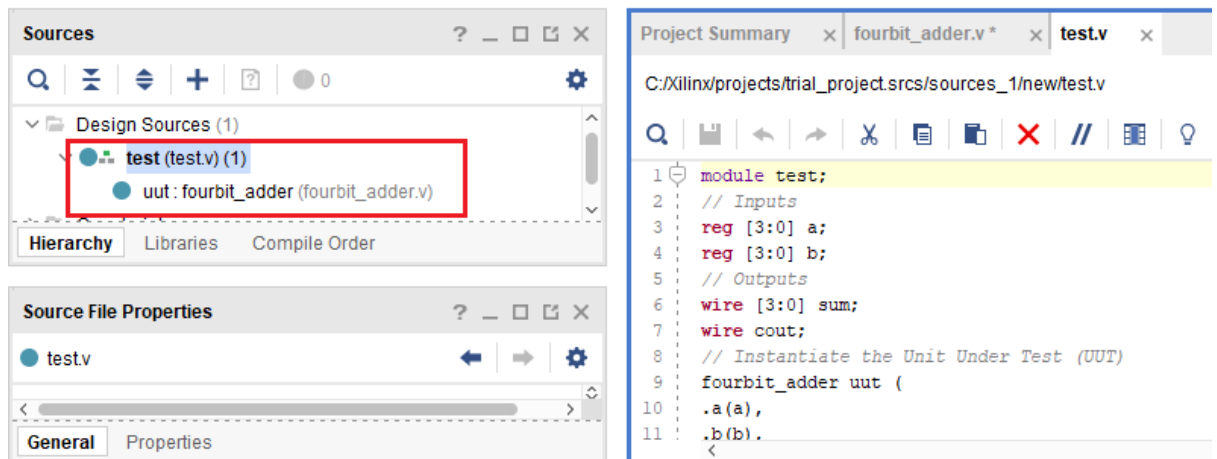 Sources
? _
0
Design Sources (1)
test (test.v) (1)
uut : fourbit_adder (fourbit_adder.v)
Hierarchy Libraries Compile Order
Source File Properties
? _
test.v
General Properties
Project Summary × fourbit_adder.v * × test.v ×
C:/Xilinx/projects/trial_project.srcs/sources_1/new/test.v
1 module test;
2 // Inputs
3 reg [3:0] a;
4 reg [3:0] b;
5 // Outputs
6 wire [3:0] sum;
7 wire cout;
8 // Instantiate the Unit Under Test (UUT)
9 fourbit_adder uut (
10 .a(a),
11 .b(b),